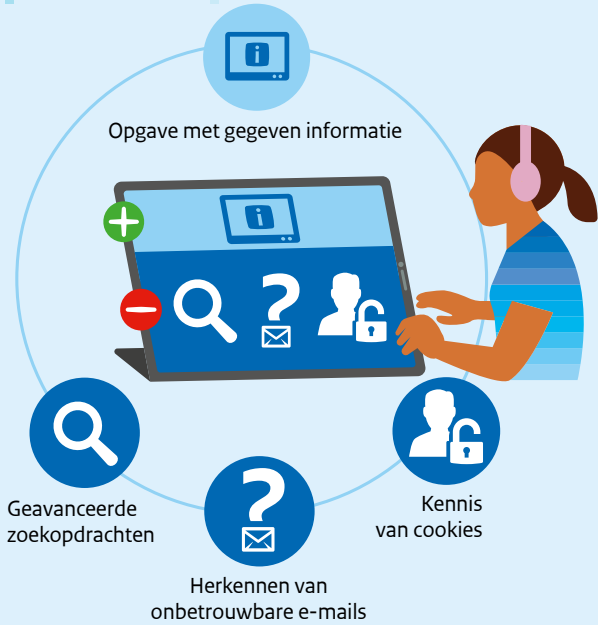 Opgave met gegeven informatie
Geavanceerde
zoekopdrachten
Herkennen van
onbetrouwbare e-mails
Kennis
van cookies